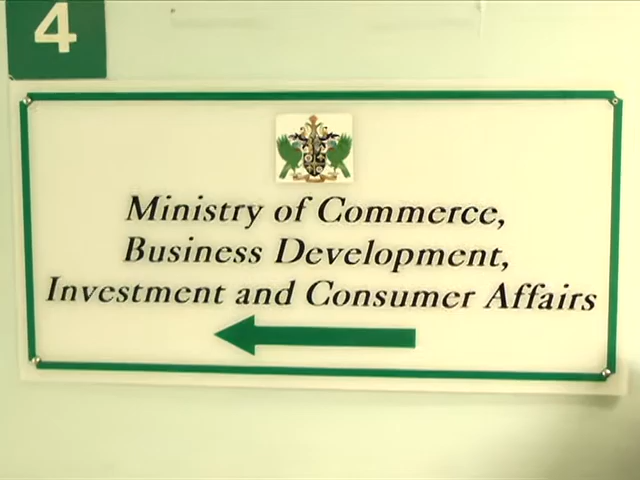 4
Ministry of Commerce,
Business Development,
Investment and Consumer Affairs